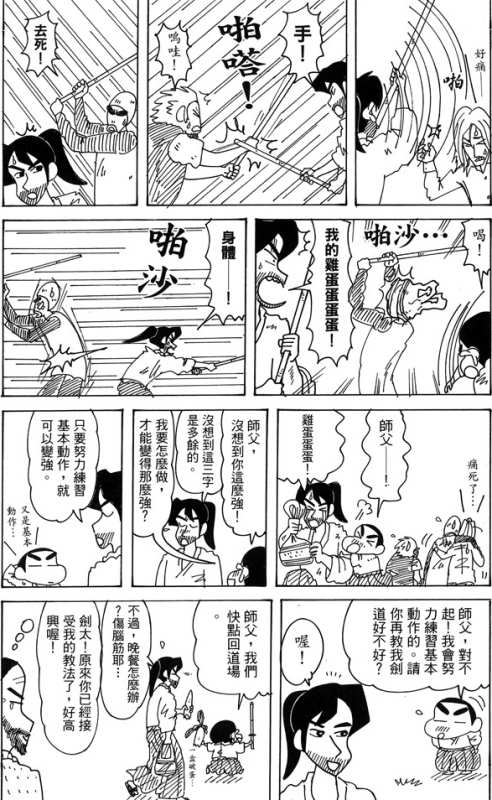 好痛——
啪
手！
啪嗒！
嗚哇！
去死！
喝！
啪沙…
我的雞蛋蛋蛋蛋！
身體——！
啪沙
痛死了…
師父！
雞蛋蛋蛋！
師父，
沒想到你這麼強！
沒想到這三字
是多餘的。
我要怎麼做，
才能變得那麼強？
只要努力練習
基本動作，就
可以變強。
又是基本
動作…
師父，對不
起！我會努
力練習基本
動作的。請
你再教我劍
道好不好？
喔！
師父，我們
快點回道場
。
一盒破蛋…
不過，晚餐怎麼辦
？傷腦筋耶…
劍太！原來你已經接
受我的教法了，好高
興喔！